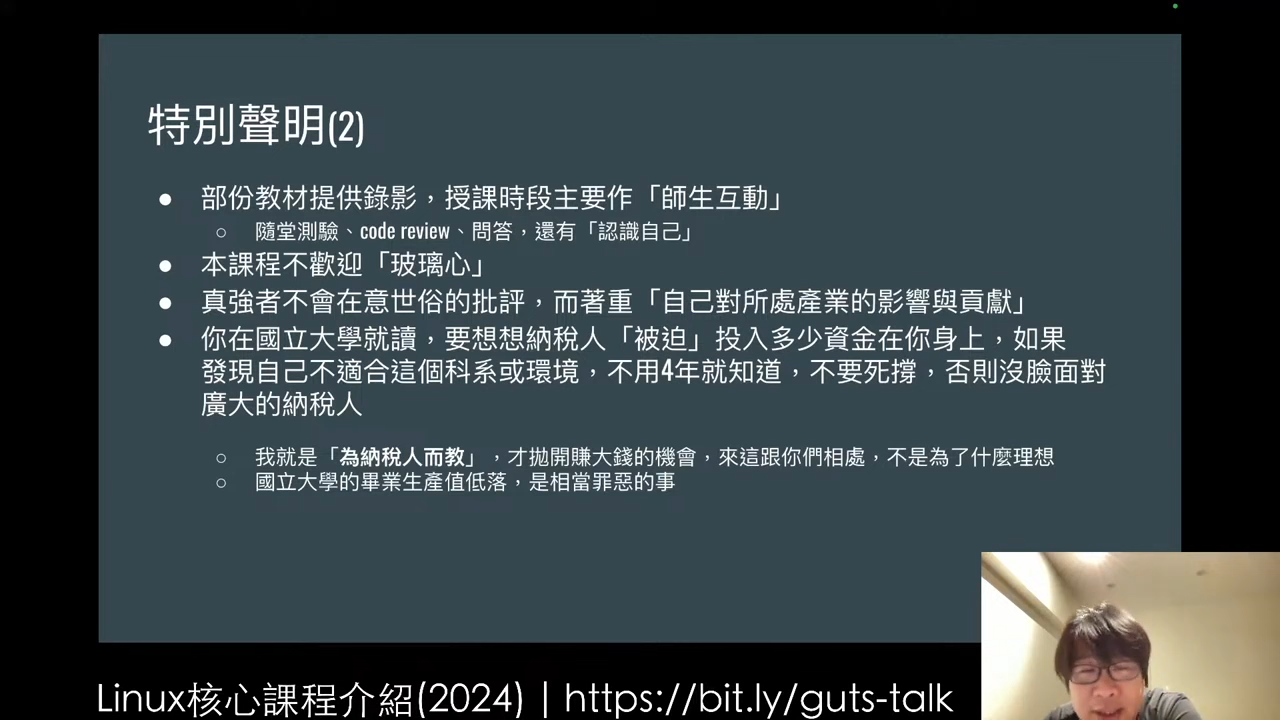 特別聲明(2)
● 部份教材提供錄影，授課時段主要作「師生互動」
○ 隨堂測驗、code review、問答，還有「認識自己」
● 本課程不歡迎「玻璃心」
● 真強者不會在意世俗的批評，而著重「自己對所處產業的影響與貢獻」
● 你在國立大學就讀，要想想納稅人「被迫」投入多少資金在你身上，如果
發現自己不適合這個科系或環境，不用4年就知道，不要死撐，否則沒臉面對
廣大的納稅人
○ 我就是「為納稅人而教」，才拋開賺大錢的機會，來這跟你們相處，不是為了什麼理想
○ 國立大學的畢業生產值低落，是相當罪惡的事
Linux核心課程介紹(2024) | https://bit.ly/guts-talk